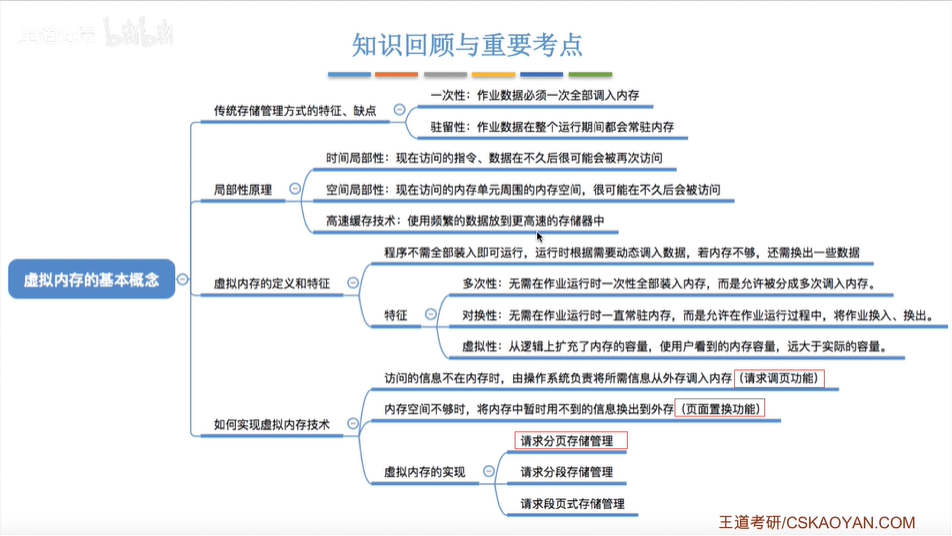 王道考研 bilibili
知识回顾与重要考点
虚拟内存的基本概念
传统存储管理方式的特征、缺点
一次性：作业数据必须一次全部调入内存
驻留性：作业数据在整个运行期间都会常驻内存
局部性原理
时间局部性：现在访问的指令、数据在不久后很可能会被再次访问
空间局部性：现在访问的内存单元周围的内存空间，很可能在不久后会被访问
高速缓存技术：使用频繁的数据放到更高速的存储器中
虚拟内存的定义和特征
程序不需全部装入即可运行，运行时根据需要动态调入数据，若内存不够，还需换出一些数据
特征
多次性：无需在作业运行时一次性全部装入内存，而是允许被分成多次调入内存。
对换性：无需在作业运行时一直常驻内存，而是允许在作业运行过程中，将作业换入、换出。
虚拟性：从逻辑上扩充了内存的容量，使用户看到的内存容量，远大于实际的容量。
如何实现虚拟内存技术
访问的信息不在内存时，由操作系统负责将所需信息从外存调入内存（请求调页功能）
内存空间不够时，将内存中暂时用不到的信息换出到外存（页面置换功能）
虚拟内存的实现
请求分页存储管理
请求分段存储管理
请求段页式存储管理
王道考研/CSKAOYAN.COM